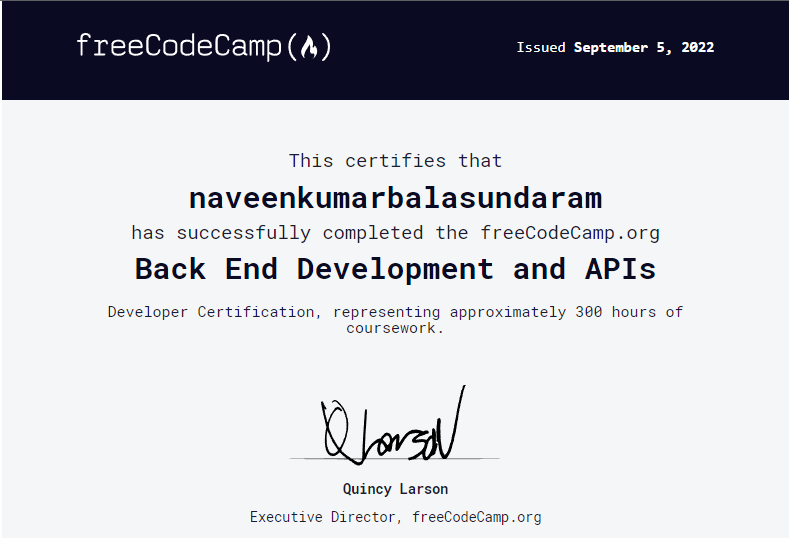 freeCodeCamp
Issued September 5, 2022
This certifies that
naveenkumarbalasundaram
has successfully completed the freeCodeCamp.org
Back End Development and APIs
Developer Certification, representing approximately 300 hours of
coursework.
Q Larson
Quincy Larson
Executive Director, freeCodeCamp.org